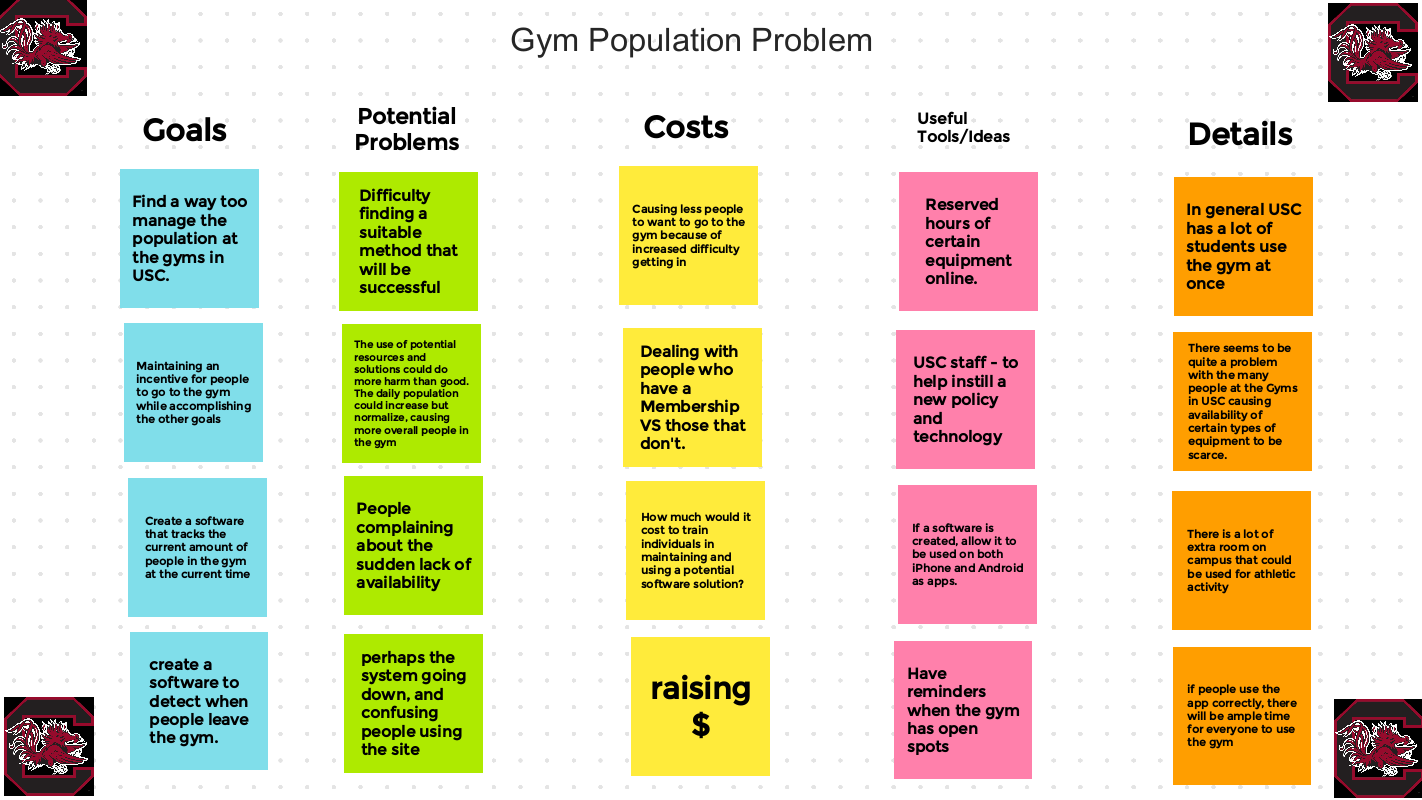 Gym Population Problem
Goals
Find a way too
manage the
population at
the gyms in
USC.
Maintaining an
incentive for people
to go to the gym
while accomplishing
the other goals
Create a software
that tracks the
current amount of
people in the gym
at the current time
create a
software to
detect when
people leave
the gym.
Potential
Problems
Difficulty
finding a
suitable
method that
will be
successful
The use of potential
resources and
solutions could do
more harm than good.
The daily population
could increase but
normalize, causing
more overall people in
the gym
People
complaining
about the
sudden lack of
availability
perhaps the
system going
down, and
confusing
people using
the site
Costs
Causing less people
to want to go to the
gym because of
increased difficulty
getting in
Dealing with
people who
have a
Membership
VS those that
don't.
How much would it
cost to train
individuals in
maintaining and
using a potential
software solution?
raising
$
Useful
Tools/Ideas
Reserved
hours of
certain
equipment
online.
USC staff - to
help instill a
new policy
and
technology
If a software is
created, allow it to
be used on both
iPhone and Android
as apps.
Have
reminders
when the gym
has open
spots
Details
In general USC
has a lot of
students use
the gym at
once
There seems to be
quite a problem
with the many
people at the Gyms
in USC causing
availability of
certain types of
equipment to be
scarce.
There is a lot of
extra room on
campus that could
be used for athletic
activity
if people use the
app correctly, there
will be ample time
for everyone to use
the gym